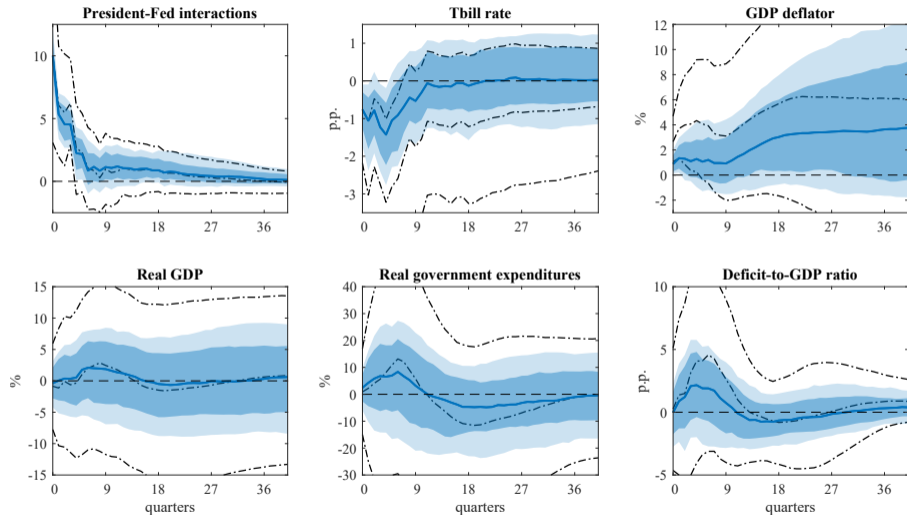 President-Fed interactions
10
5
0
0 9 18 27 36
Tbill rate
p.p.
1
0
-1
-2
-3
0 9 18 27 36
GDP deflator
%
12
10
8
6
4
2
0
-2
0 9 18 27 36
Real GDP
%
15
10
5
0
-5
-10
-15
0 9 18 27 36
quarters
Real government expenditures
%
40
30
20
10
0
-10
-20
-30
0 9 18 27 36
quarters
Deficit-to-GDP ratio
p.p.
10
5
0
-5
0 9 18 27 36
quarters